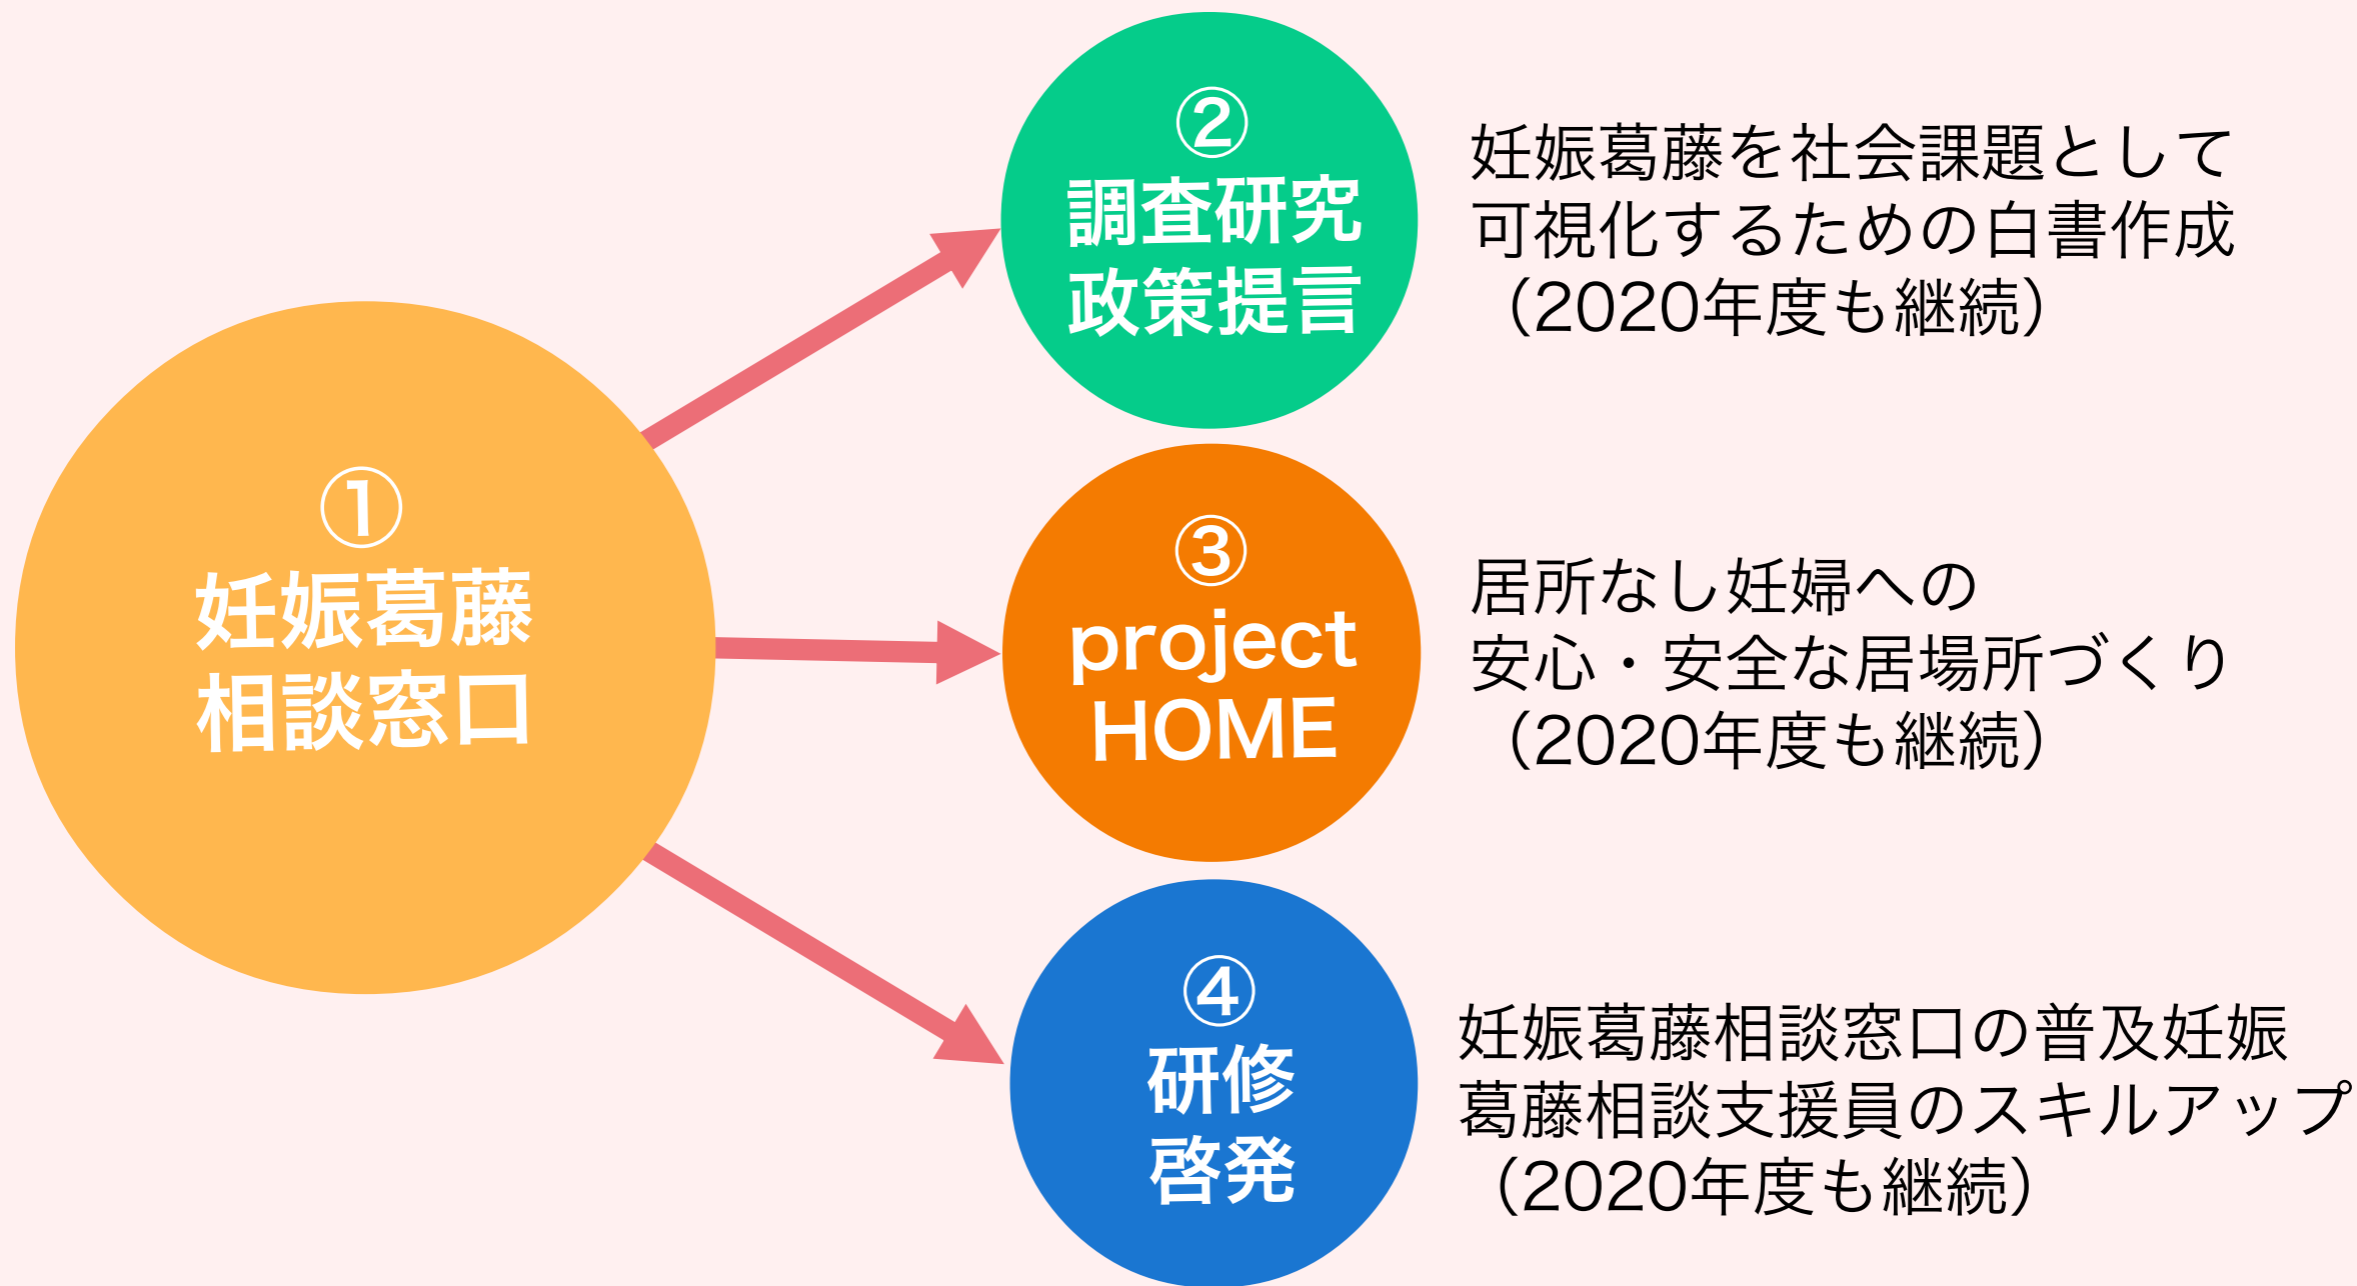 ①
妊娠葛藤
相談窓口
②
調査研究
政策提言
妊娠葛藤を社会課題として
可視化するための白書作成
（2020年度も継続）
③
project
HOME
居所なし妊婦への
安心・安全な居場所づくり
（2020年度も継続）
④
研修
啓発
妊娠葛藤相談窓口の普及妊娠
葛藤相談支援員のスキルアップ
（2020年度も継続）